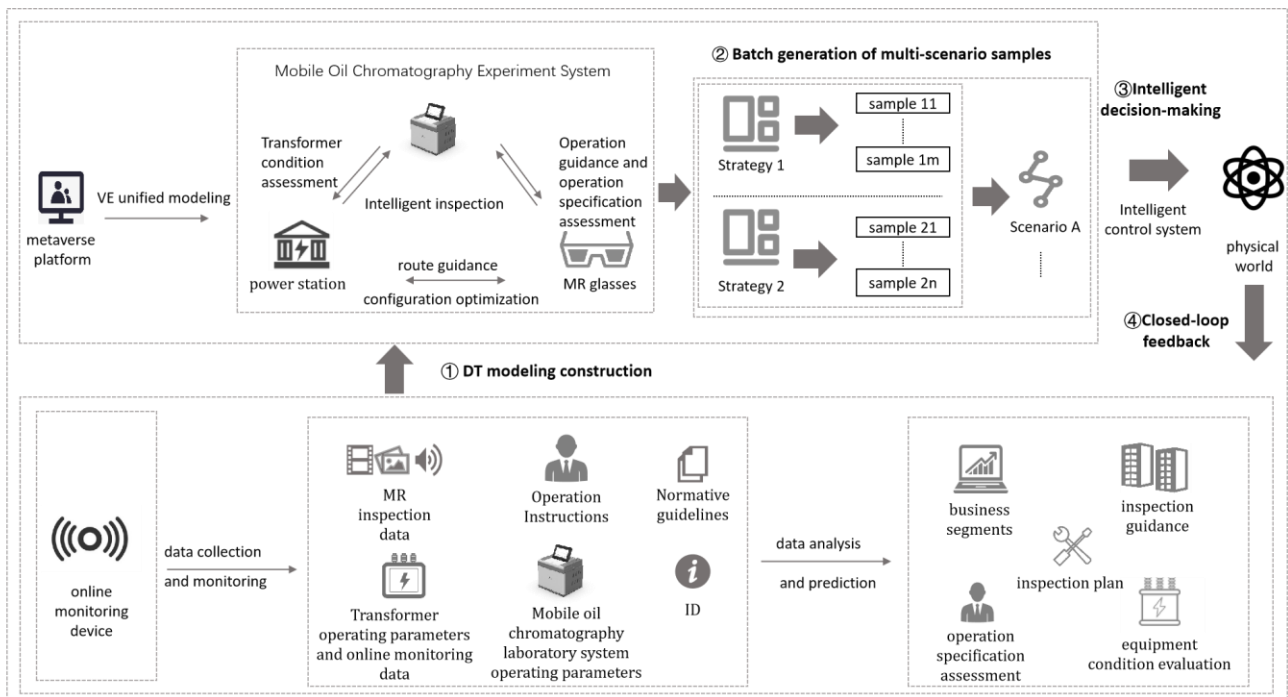 ② Batch generation of multi-scenario samples
Mobile Oil Chromatography Experiment System
③Intelligent
decision-making
Transformer
condition
assessment
Operation
guidance and
operation
specification
assessment
Intelligent inspection
VE unified modeling
metaverse
platform
power station
route guidance
configuration optimization
MR glasses
Strategy 1
sample 11
sample 1m
Strategy 2
sample 21
sample 2n
Scenario A
Intelligent
control system
physical
world
④Closed-loop
feedback
① DT modeling construction
online
monitoring
device
data collection
and monitoring
MR
inspection
data
Operation
Instructions
Normative
guidelines
Transformer
operating parameters
and online monitoring
data
Mobile oil
chromatography
laboratory system
operating parameters
ID
data analysis
and prediction
business
segments
inspection
guidance
inspection plan
operation
specification
assessment
equipment
condition evaluation